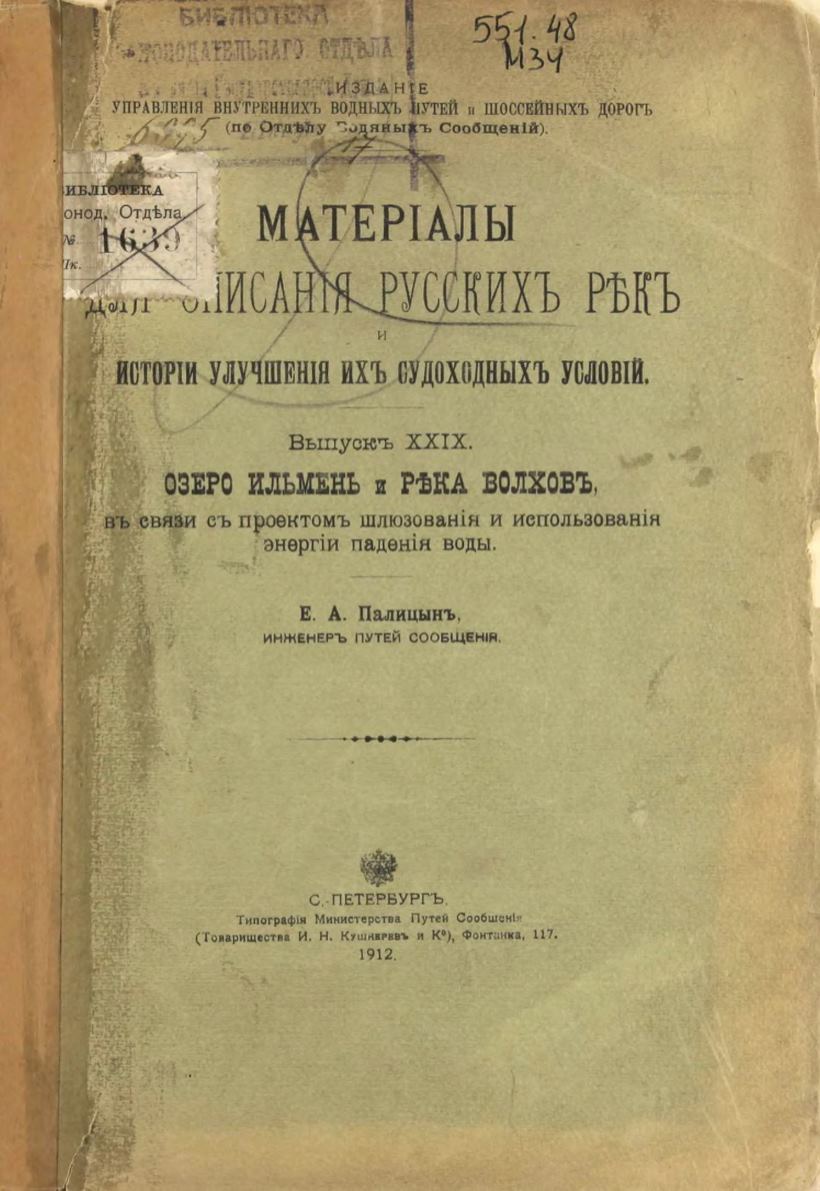 БИБЛІОТЕКА
551.48
М34
ИЗДАНІЕ
УПРАВЛЕНІЯ ВНУТРЕННИХЪ ВОДНЫХЪ ПУТЕЙ и ШОССЕЙНЫХЪ ДОРОГЪ
(по Отдѣлу Водяныхъ Сообщеній).
17
БИБЛІОТЕКА
онод. Отдѣла
№ 1639
МАТЕРІАЛЫ
ДЛЯ ОПИСАНІЯ РУССКИХЪ РѢКЪ
И
ИСТОРІИ УЛУЧШЕНІЯ ИХЪ СУДОХОДНЫХЪ УСЛОВІЙ.
Выпускъ XXIX.
ОЗЕРО ИЛЬМЕНЬ и РѢКА ВОЛХОВЪ,
въ связи съ проектомъ шлюзованія и использованія
энергіи паденія воды.
Е. А. Палицынъ,
ИНЖЕНЕРЪ ПУТЕЙ СООБЩЕНІЯ.
С.-ПЕТЕРБУРГЪ.
Типографія Министерства Путей Сообщенія
(Товарищества И. Н. Кушнеревъ и Кº), Фонтанка, 117.
1912.